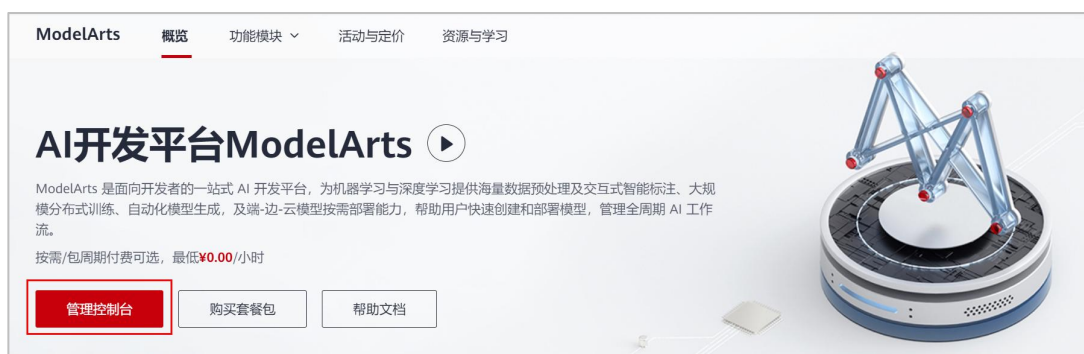 ModelArts 概览 功能模块 活动与定价 资源与学习
AI开发平台ModelArts
ModelArts 是面向开发者的一站式 AI 开发平台，为机器学习与深度学习提供海量数据预处理及交互式智能标注、大规
模分布式训练、自动化模型生成，及端-边-云模型按需部署能力，帮助用户快速创建和部署模型，管理全周期 AI 工作
流。
按需/包周期付费可选，最低¥0.00/小时
管理控制台 购买套餐包 帮助文档